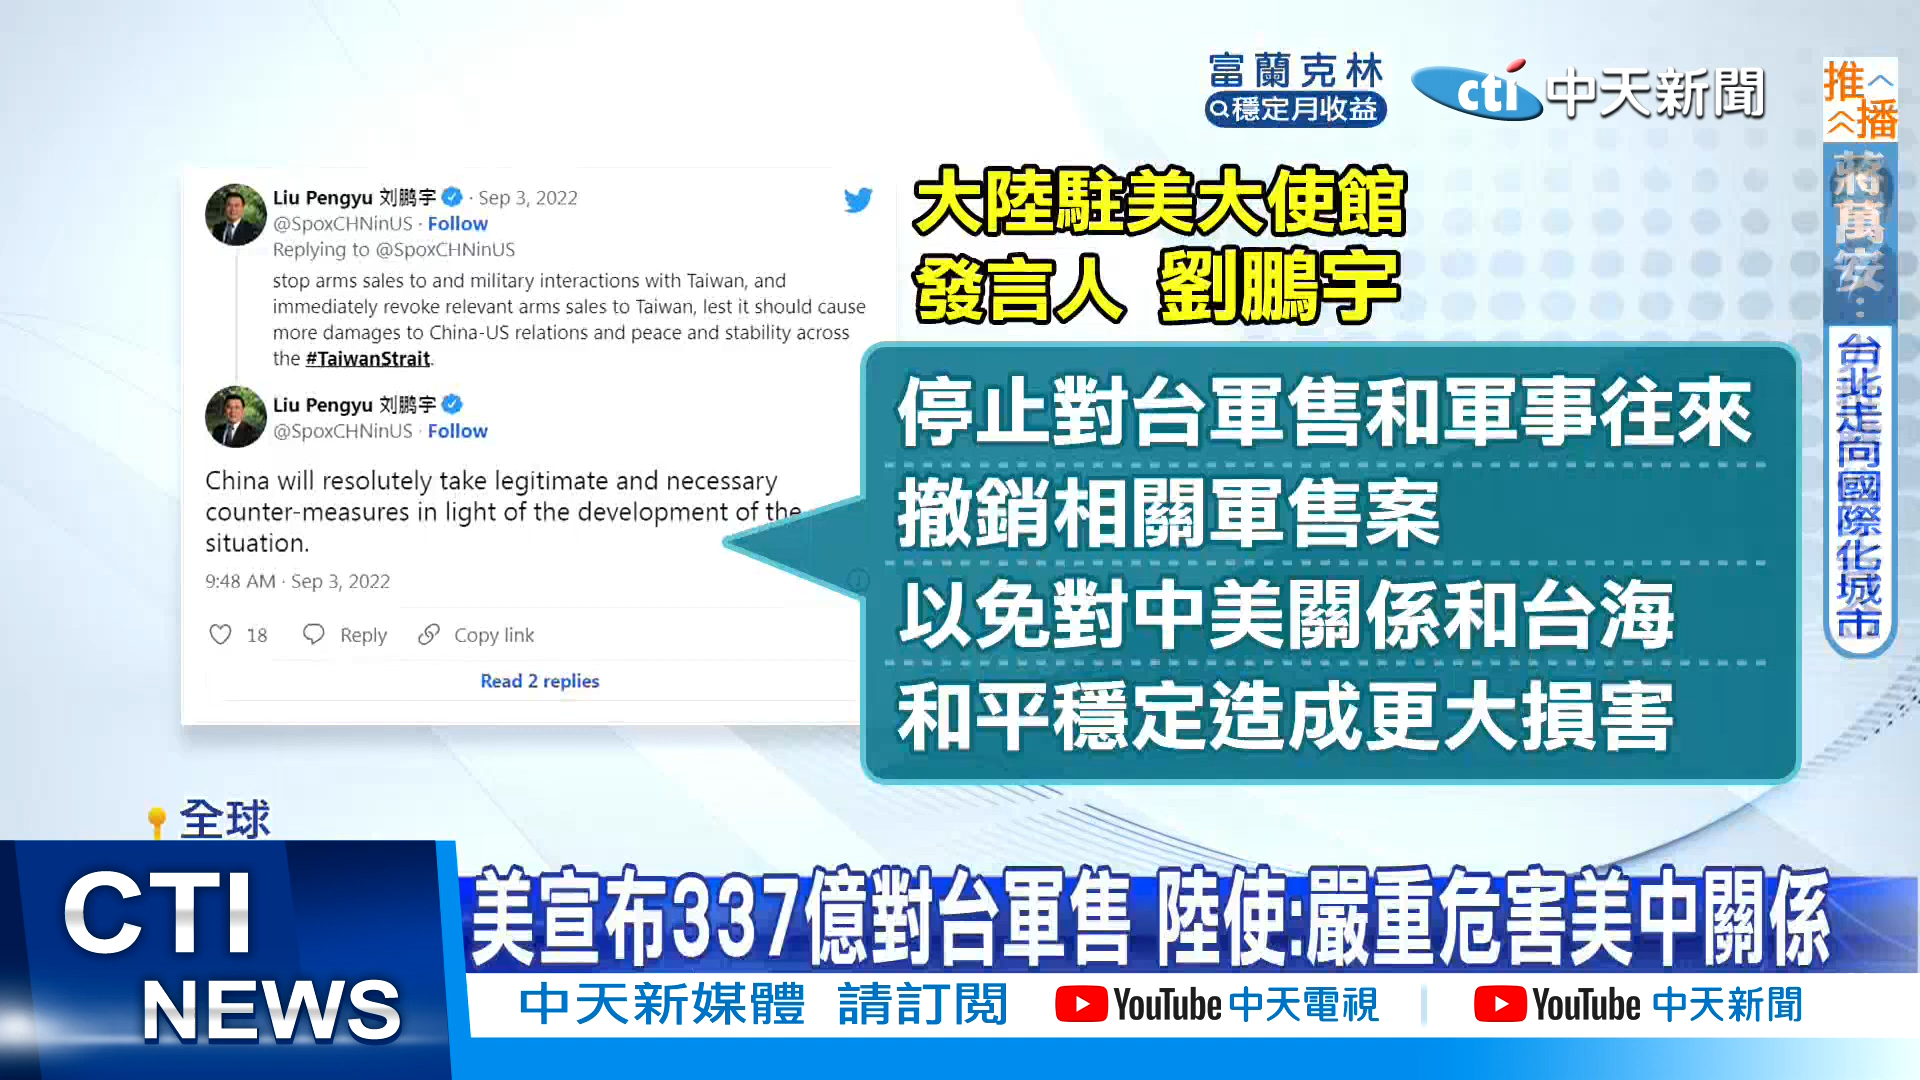 富蘭克林
穩定月收益
cti 中天新聞
推播
蔣萬安:
台北走向國際化城市
Liu Pengyu 刘鹏宇 · Sep 3, 2022
@SpoxCHNinUS · Follow
Replying to @SpoxCHNinUS
stop arms sales to and military interactions with Taiwan, and
immediately revoke relevant arms sales to Taiwan, lest it should cause
more damages to China-US relations and peace and stability across
the #TaiwanStrait.
Liu Pengyu 刘鹏宇
@SpoxCHNinUS · Follow
China will resolutely take legitimate and necessary
counter-measures in light of the development of the
situation.
9:48 AM · Sep 3, 2022
18 Reply Copy link
Read 2 replies
大陸駐美大使館
發言人 劉鵬宇
停止對台軍售和軍事往來
撤銷相關軍售案
以免對中美關係和台海
和平穩定造成更大損害
全球
CTI
NEWS
美宣布337億對台軍售 陸使:嚴重危害美中關係
中天新媒體 請訂閱 YouTube 中天電視 YouTube 中天新聞